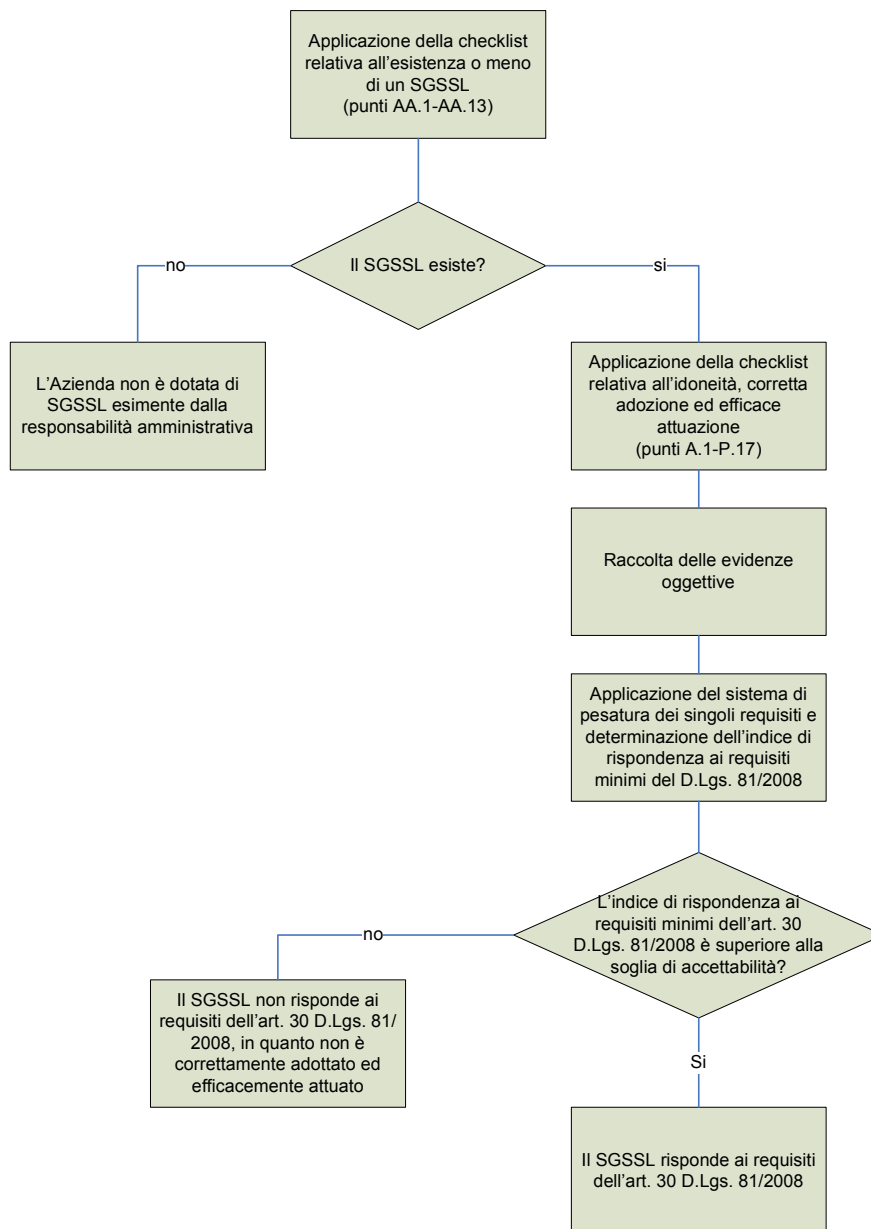 Applicazione della checklist
relativa all’esistenza o meno
di un SGSSL
(punti AA.1-AA.13)
Il SGSSL esiste?
no
si
L’Azienda non è dotata di
SGSSL esimente dalla
responsabilità amministrativa
Applicazione della checklist
relativa all’idoneità, corretta
adozione ed efficace
attuazione
(punti A.1-P.17)
Raccolta delle evidenze
oggettive
Applicazione del sistema di
pesatura dei singoli requisiti e
determinazione dell’indice di
rispondenza ai requisiti
minimi del D.Lgs. 81/2008
L’indice di rispondenza ai
requisiti minimi dell’art. 30
D.Lgs. 81/2008 è superiore alla
soglia di accettabilità?
no
Il SGSSL non risponde ai
requisiti dell’art. 30 D.Lgs. 81/
2008, in quanto non è
correttamente adottato ed
efficacemente attuato
Si
Il SGSSL risponde ai requisiti
dell’art. 30 D.Lgs. 81/2008